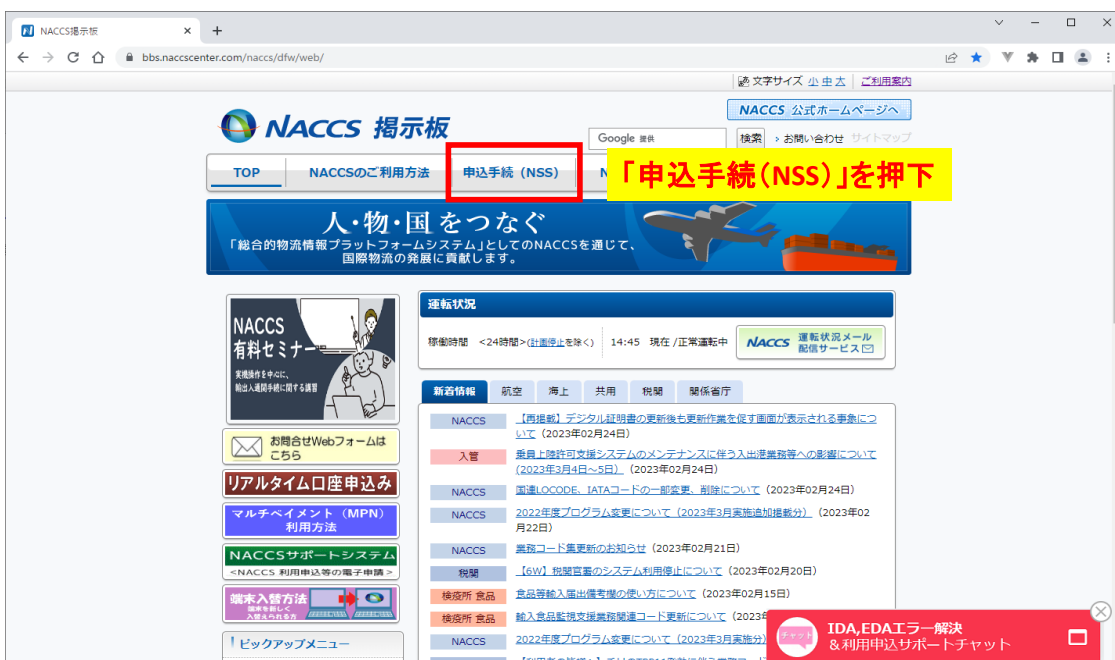 NACCS掲示板
bbs.naccscenter.com/naccs/dfw/web/
文字サイズ 小 中 太 ご利用案内
NACCS 公式ホームページへ
NACCS 掲示板
Google 提供 検索 › お問い合わせ サイトマップ
TOP NACCSのご利用方法 申込手続（NSS） N
「申込手続（NSS）」を押下
人・物・国 をつなぐ
「総合的物流情報プラットフォームシステム」としてのNACCSを通じて、
国際物流の発展に貢献します。
NACCS
有料セミナー
実機操作を中心に、
輸出入通関手続に関する講習
お問合せWebフォームは
こちら
リアルタイム口座申込み
マルチペイメント（MPN）
利用方法
NACCSサポートシステム
<NACCS 利用申込等の電子申請>
端末入替方法
端末を新しく
入替えられる方
ピックアップメニュー
運転状況
稼働時間 <24時間>(計画停止を除く) 14:45 現在 /正常運転中
NACCS 運転状況メール
配信サービス
新着情報 航空 海上 共用 税関 関係省庁
NACCS 【再掲載】デジタル証明書の更新後も更新作業を促す画面が表示される事象につ
いて（2023年02月24日）
入管 乗員上陸許可支援システムのメンテナンスに伴う入出港業務等への影響について
（2023年3月4日～5日）（2023年02月24日）
NACCS 国連LOCODE、IATAコードの一部変更、削除について（2023年02月24日）
NACCS 2022年度プログラム変更について（2023年3月実施追加掲載分）（2023年02
月22日）
NACCS 業務コード集更新のお知らせ（2023年02月21日）
税関 【6W】税関官署のシステム利用停止について（2023年02月20日）
検疫所 食品 食品等輸入届出備考欄の使い方について（2023年02月15日）
検疫所 食品 輸入食品監視支援業務関連コード更新について（2023年
NACCS 2022年度プログラム変更について（2023年3月実施分）
チャット
IDA,EDAエラー解決
＆利用申込サポートチャット